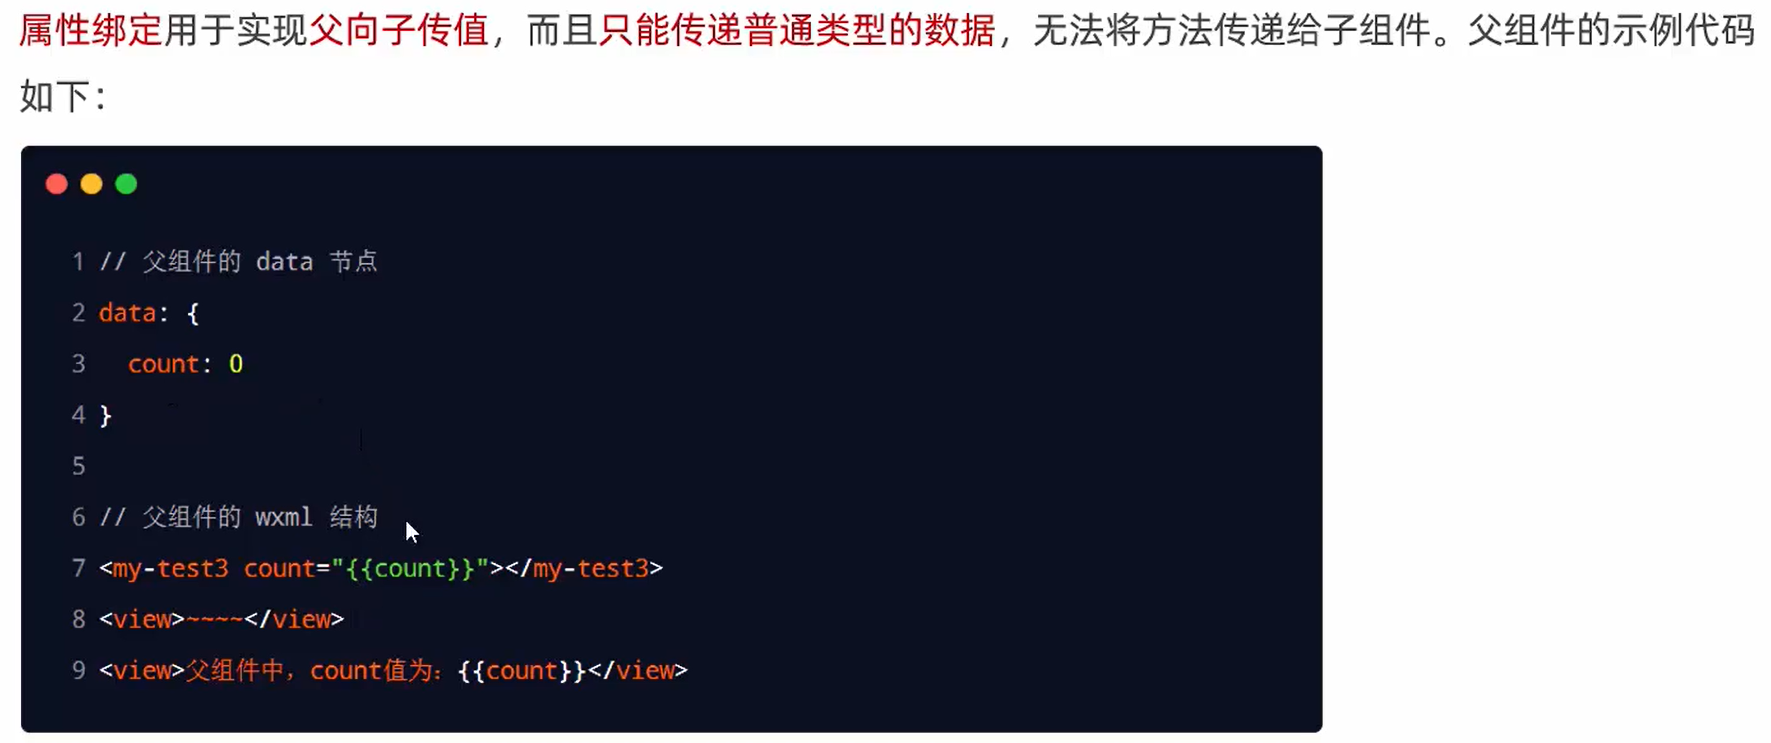 属性绑定用于实现父向子传值，而且只能传递普通类型的数据，无法将方法传递给子组件。父组件的示例代码
如下：
1 // 父组件的 data 节点
2 data: {
3   count: 0
4 }
5
6 // 父组件的 wxml 结构
7 <my-test3 count="{{count}}"></my-test3>
8 <view>~~~~</view>
9 <view>父组件中，count值为：{{count}}</view>